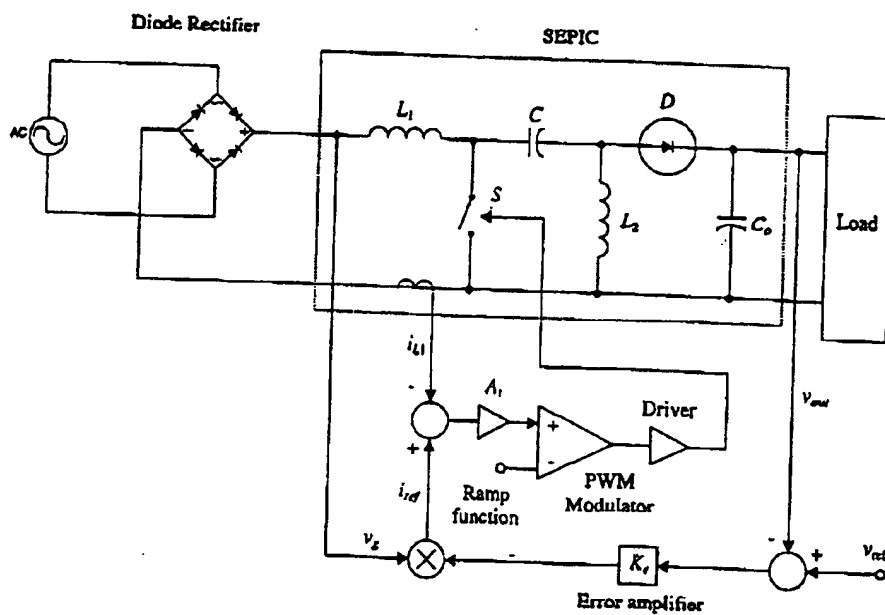 Diode Rectifier
SEPIC
AC
L1
C
D
S
L2
Co
Load
iL1
-
A1
Driver
vout
+
+
-
iref
Ramp
function
PWM
Modulator
vg
-
-
+
vref
Error amplifier